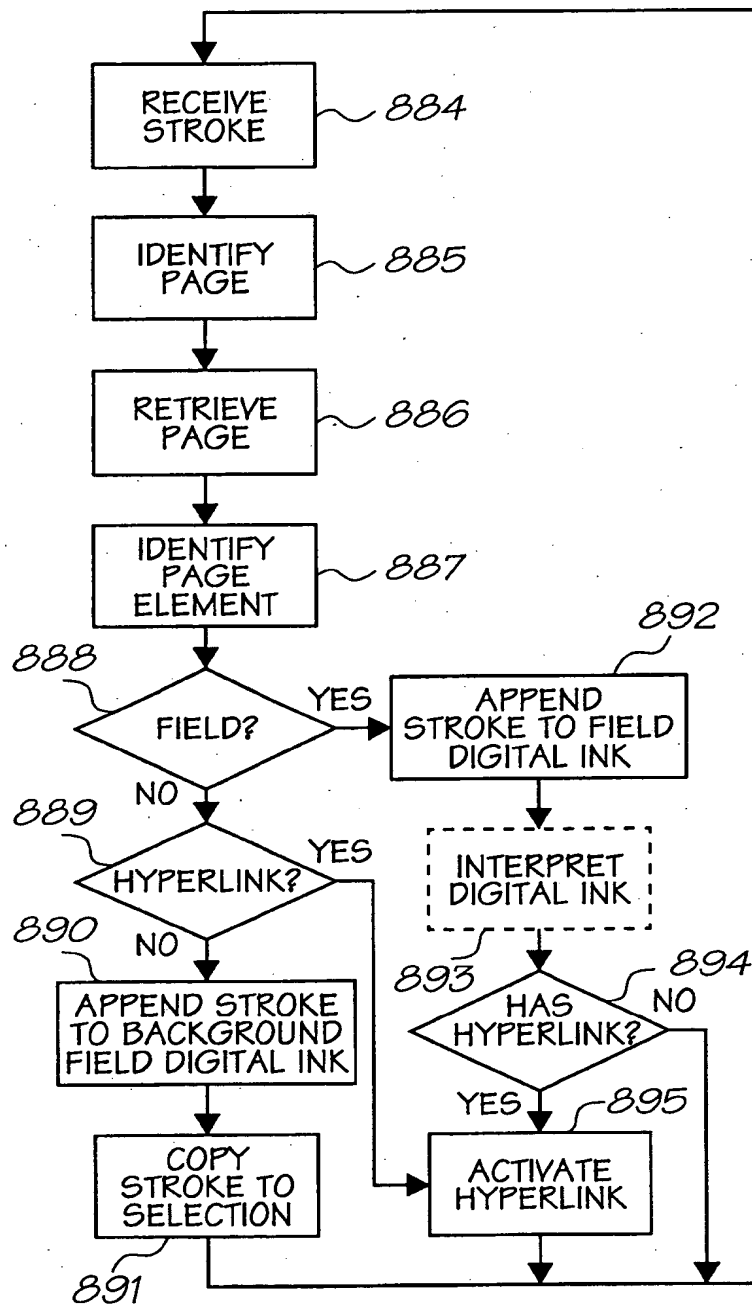 RECEIVE
STROKE
884
IDENTIFY
PAGE
885
RETRIEVE
PAGE
886
IDENTIFY
PAGE
ELEMENT
887
888
FIELD?
YES
NO
892
APPEND
STROKE TO FIELD
DIGITAL INK
889
HYPERLINK?
YES
NO
INTERPRET
DIGITAL INK
893
890
APPEND STROKE
TO BACKGROUND
FIELD DIGITAL INK
894
HAS
HYPERLINK?
NO
YES
COPY
STROKE TO
SELECTION
891
895
ACTIVATE
HYPERLINK